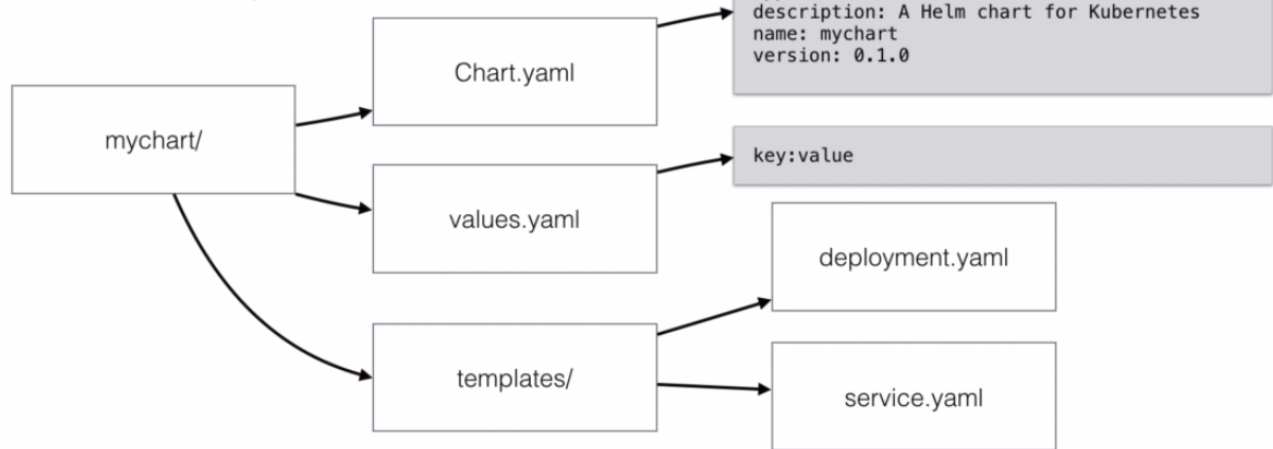 description: A Helm chart for Kubernetes
name: mychart
version: 0.1.0
Chart.yaml
mychart/
key:value
values.yaml
deployment.yaml
templates/
service.yaml